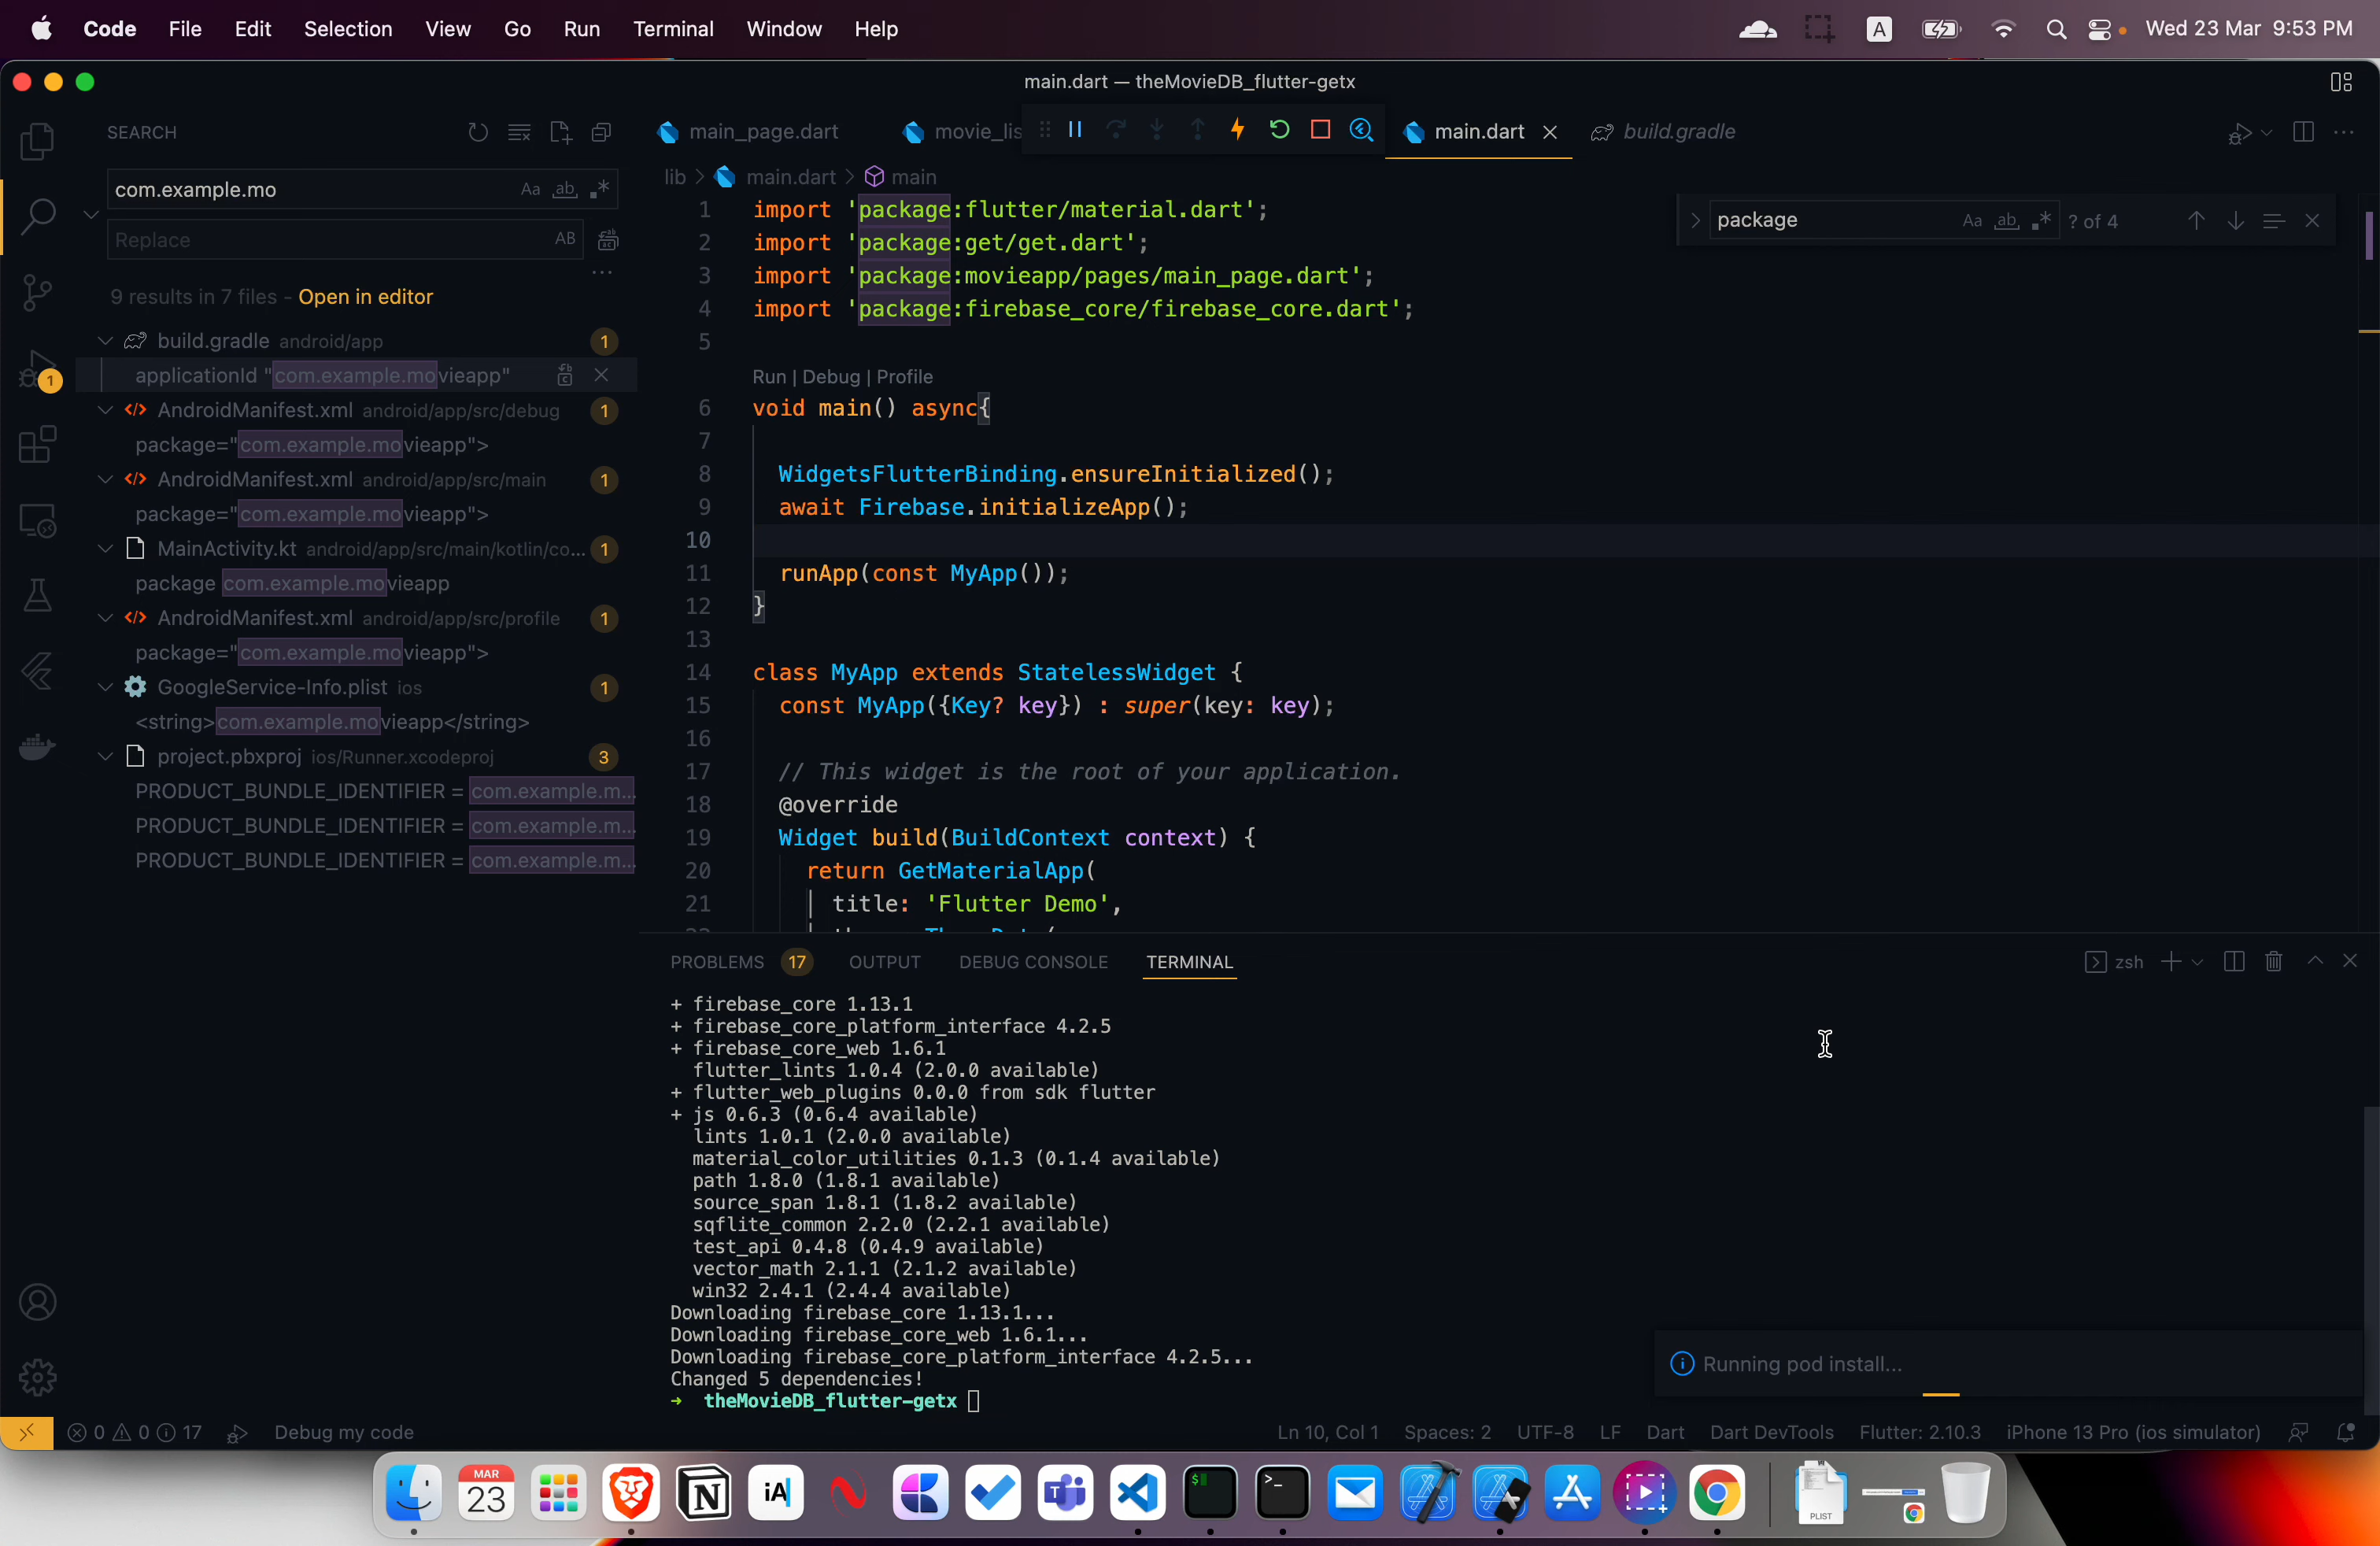 Code File Edit Selection View Go Run Terminal Window Help
A
Wed 23 Mar 9:53 PM
main.dart — theMovieDB_flutter-getx
SEARCH
main_page.dart
movie_lis
main.dart
build.gradle
com.example.mo
Aa ab
Replace
AB
9 results in 7 files - Open in editor
build.gradle android/app
1
applicationId "com.example.movieapp"
AndroidManifest.xml android/app/src/debug
1
package="com.example.movieapp">
AndroidManifest.xml android/app/src/main
1
package="com.example.movieapp">
MainActivity.kt android/app/src/main/kotlin/co...
1
package com.example.movieapp
AndroidManifest.xml android/app/src/profile
1
package="com.example.movieapp">
GoogleService-Info.plist ios
1
<string>com.example.movieapp</string>
project.pbxproj ios/Runner.xcodeproj
3
PRODUCT_BUNDLE_IDENTIFIER = com.example.m...
PRODUCT_BUNDLE_IDENTIFIER = com.example.m...
PRODUCT_BUNDLE_IDENTIFIER = com.example.m...
1
lib > main.dart > main
package
Aa ab
? of 4
1 import 'package:flutter/material.dart';
2 import 'package:get/get.dart';
3 import 'package:movieapp/pages/main_page.dart';
4 import 'package:firebase_core/firebase_core.dart';
5
Run | Debug | Profile
6 void main() async{
7
8 WidgetsFlutterBinding.ensureInitialized();
9 await Firebase.initializeApp();
10
11 runApp(const MyApp());
12 }
13
14 class MyApp extends StatelessWidget {
15 const MyApp({Key? key}) : super(key: key);
16
17 // This widget is the root of your application.
18 @override
19 Widget build(BuildContext context) {
20 return GetMaterialApp(
21 title: 'Flutter Demo',
PROBLEMS 17 OUTPUT DEBUG CONSOLE TERMINAL
zsh
+ firebase_core 1.13.1
+ firebase_core_platform_interface 4.2.5
+ firebase_core_web 1.6.1
flutter_lints 1.0.4 (2.0.0 available)
+ flutter_web_plugins 0.0.0 from sdk flutter
+ js 0.6.3 (0.6.4 available)
lints 1.0.1 (2.0.0 available)
material_color_utilities 0.1.3 (0.1.4 available)
path 1.8.0 (1.8.1 available)
source_span 1.8.1 (1.8.2 available)
sqflite_common 2.2.0 (2.2.1 available)
test_api 0.4.8 (0.4.9 available)
vector_math 2.1.1 (2.1.2 available)
win32 2.4.1 (2.4.4 available)
Downloading firebase_core 1.13.1...
Downloading firebase_core_web 1.6.1...
Downloading firebase_core_platform_interface 4.2.5...
Changed 5 dependencies!
→ theMovieDB_flutter-getx
Running pod install...
0 0 17 Debug my code
Ln 10, Col 1 Spaces: 2 UTF-8 LF Dart Dart DevTools Flutter: 2.10.3 iPhone 13 Pro (ios simulator)
MAR
23
iA
PLIST